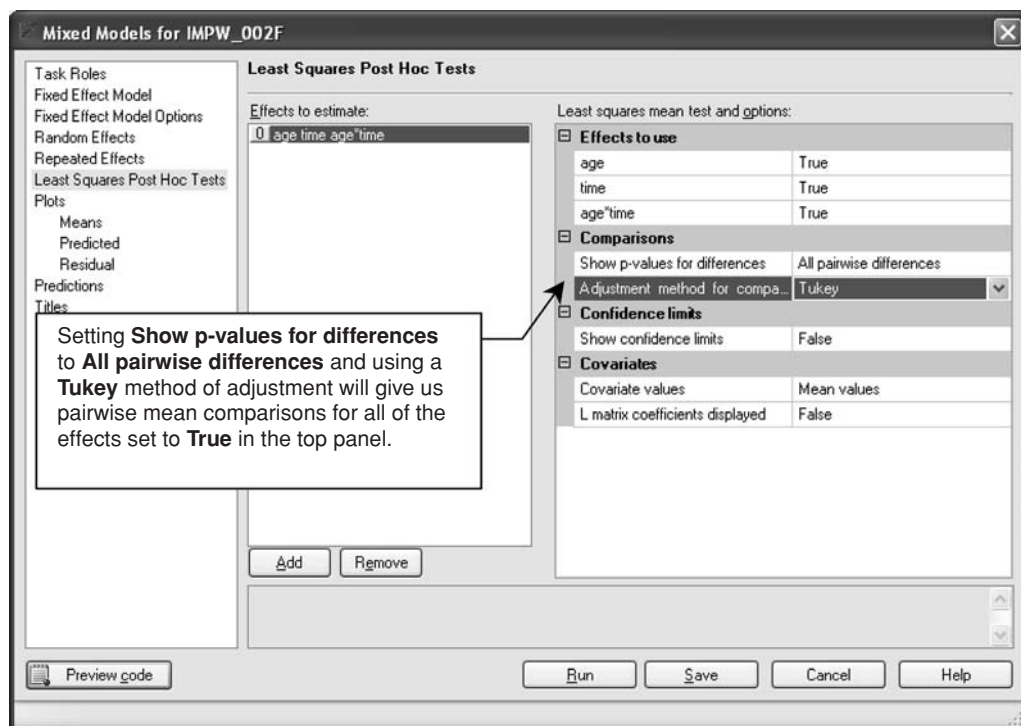 Mixed Models for IMPW_002F
Task Roles
Fixed Effect Model
Fixed Effect Model Options
Random Effects
Repeated Effects
Least Squares Post Hoc Tests
Plots
Means
Predicted
Residual
Predictions
Titles
Least Squares Post Hoc Tests
Effects to estimate:
0 age time age*time
Add Remove
Least squares mean test and options:
Effects to use
age True
time True
age*time True
Comparisons
Show p-values for differences All pairwise differences
Adjustment method for compa... Tukey
Confidence limits
Show confidence limits False
Covariates
Covariate values Mean values
L matrix coefficients displayed False
Setting Show p-values for differences
to All pairwise differences and using a
Tukey method of adjustment will give us
pairwise mean comparisons for all of the
effects set to True in the top panel.
Preview code Run Save Cancel Help